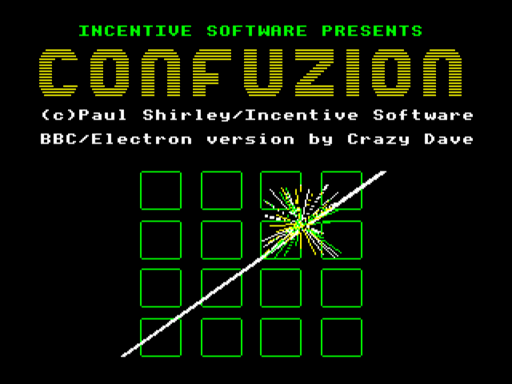 INCENTIVE SOFTWARE PRESENTS
CONFUZION
(c)Paul Shirley/Incentive Software
BBC/Electron version by Crazy Dave